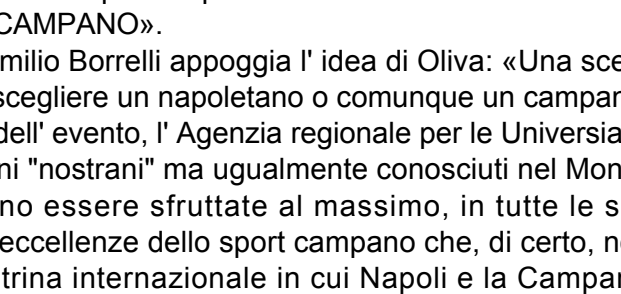 CAMPANO».
milio Borrelli appoggia l' idea di Oliva: «Una sce
scegliere un napoletano o comunque un campan
dell' evento, l' Agenzia regionale per le Universia
ni "nostrani" ma ugualmente conosciuti nel Mon
no essere sfruttate al massimo, in tutte le s
eccellenze dello sport campano che, di certo, n
trina internazionale in cui Napoli e la Campan